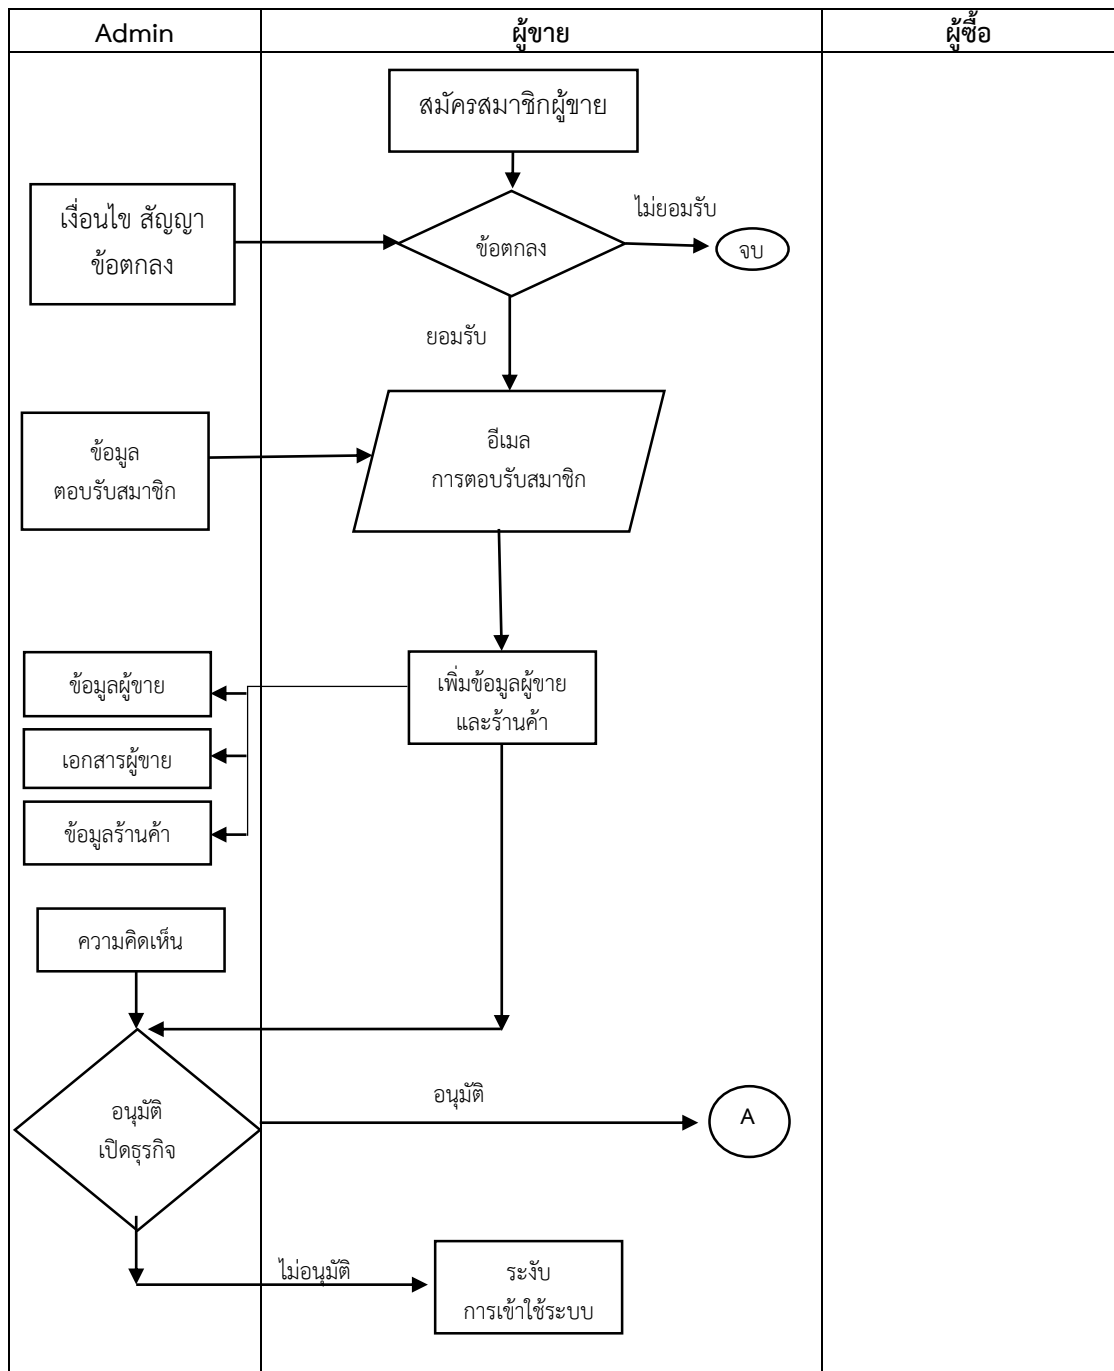 Admin
ผู้ขาย
ผู้ซื้อ
สมัครสมาชิกผู้ขาย
เงื่อนไข สัญญา
ข้อตกลง
ข้อตกลง
ไม่ยอมรับ
จบ
ยอมรับ
ข้อมูล
ตอบรับสมาชิก
อีเมล
การตอบรับสมาชิก
ข้อมูลผู้ขาย
เพิ่มข้อมูลผู้ขาย
และร้านค้า
เอกสารผู้ขาย
ข้อมูลร้านค้า
ความคิดเห็น
อนุมัติ
เปิดธุรกิจ
อนุมัติ
A
ไม่อนุมัติ
ระงับ
การเข้าใช้ระบบ